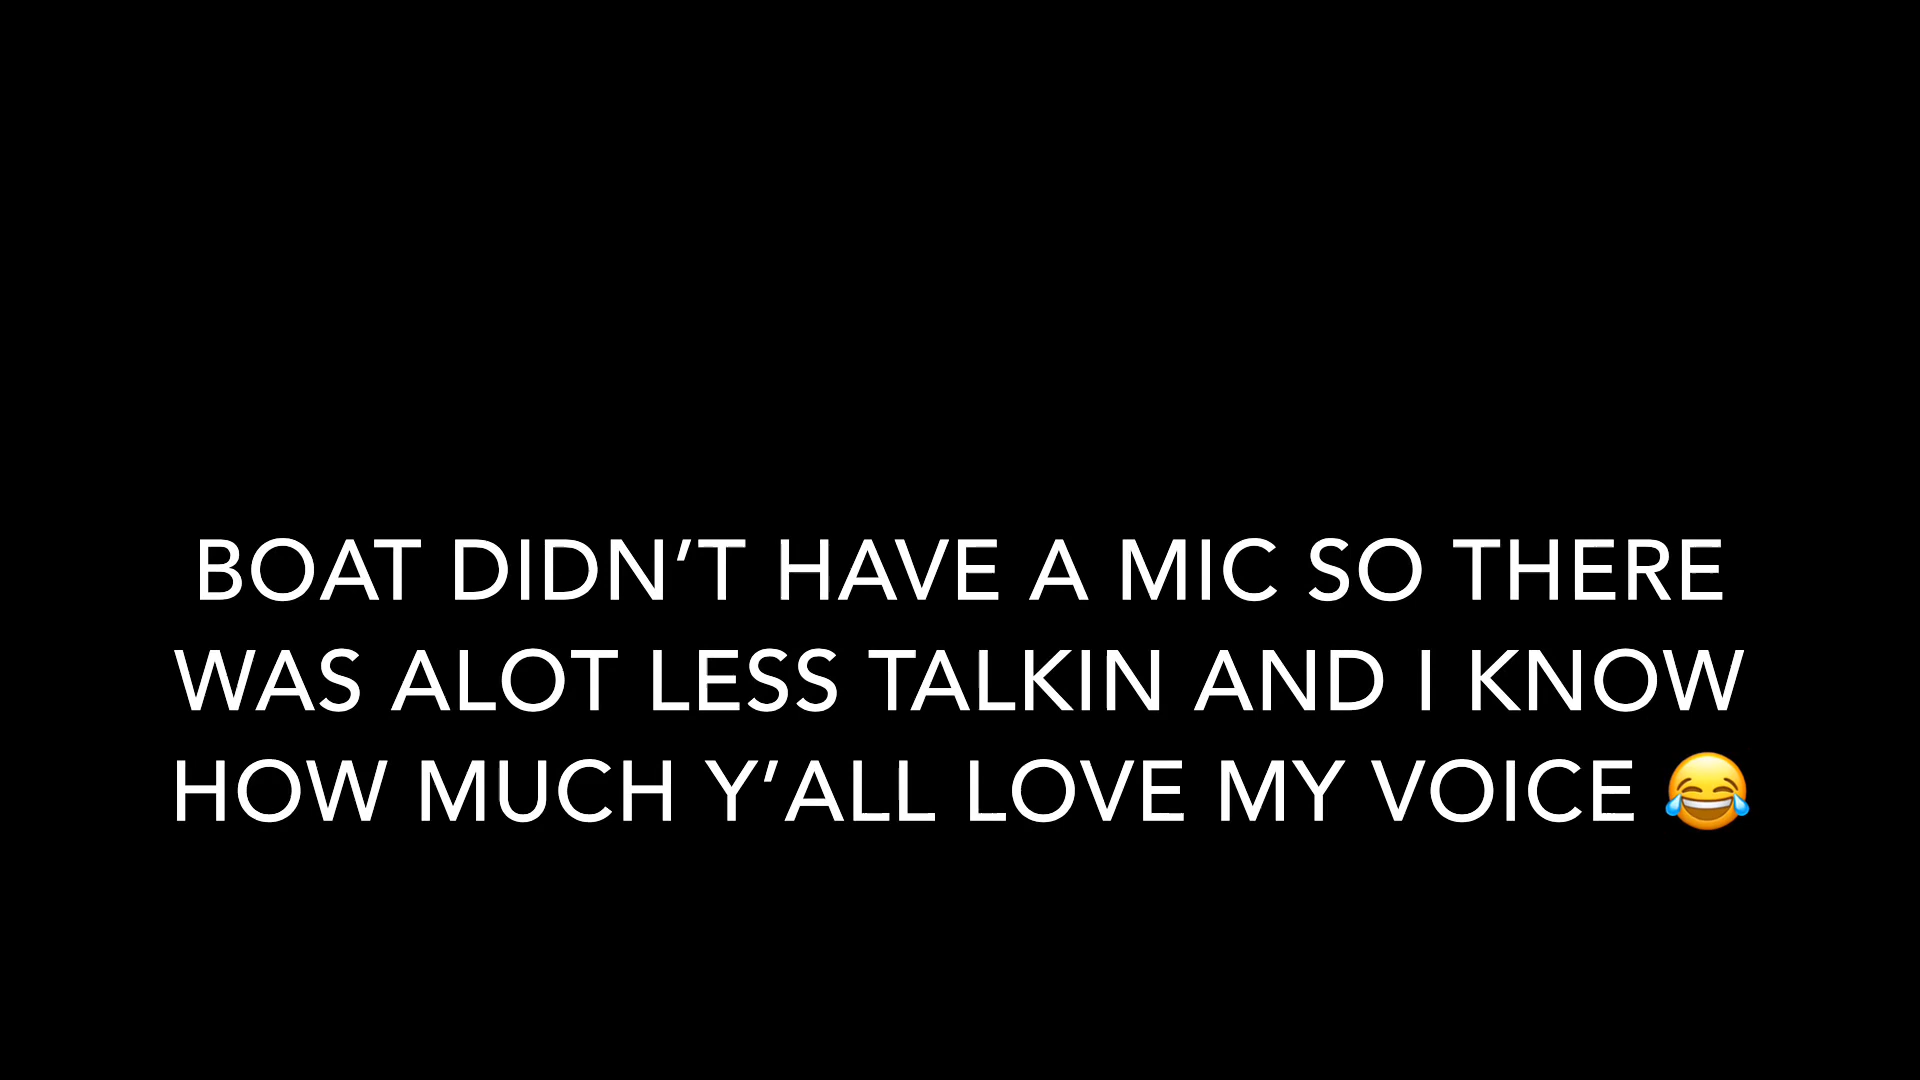 BOAT DIDN’T HAVE A MIC SO THERE
WAS ALOT LESS TALKIN AND I KNOW
HOW MUCH Y’ALL LOVE MY VOICE 😂